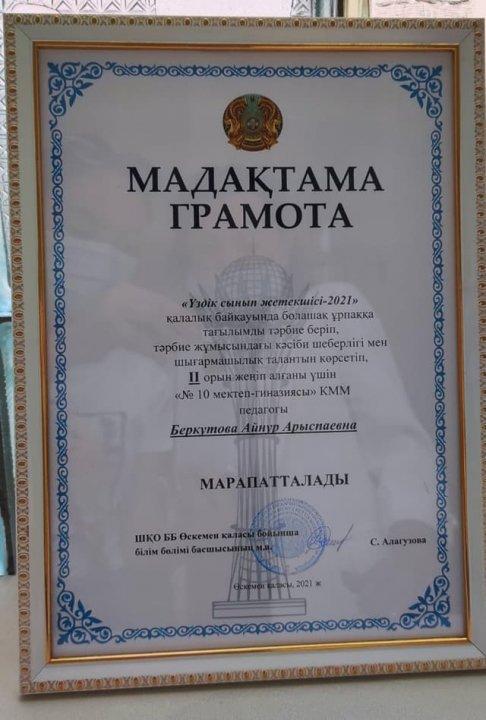 МАДАҚТАМА
ГРАМОТА
«Үздік сынып жетекшісі-2021»
қалалық байқауында болашақ ұрпаққа
тағылымды тәрбие беріп,
тәрбие жұмысындағы кәсіби шеберлігі мен
шығармашылық талантын көрсетіп,
II орын жеңіп алғаны үшін
«№ 10 мектеп-гиназиясы» КММ
педагогы
Беркутова Айнур Арыспаевна
МАРАПАТТАЛАДЫ
ШҚО ББ Өскемен қаласы бойынша
білім бөлімі басшысының м.а.
С. Алагузова
Өскемен қаласы, 2021 ж